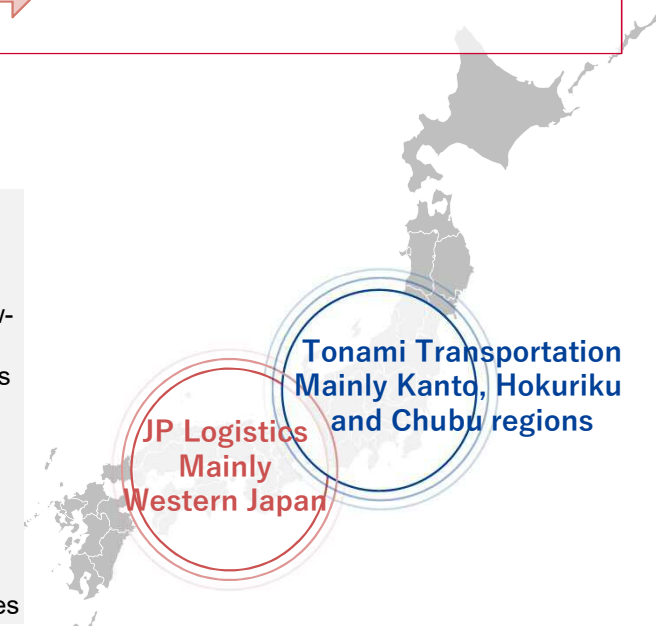 Tonami Transportation
Mainly Kanto, Hokuriku
and Chubu regions
JP Logistics
Mainly
Western Japan